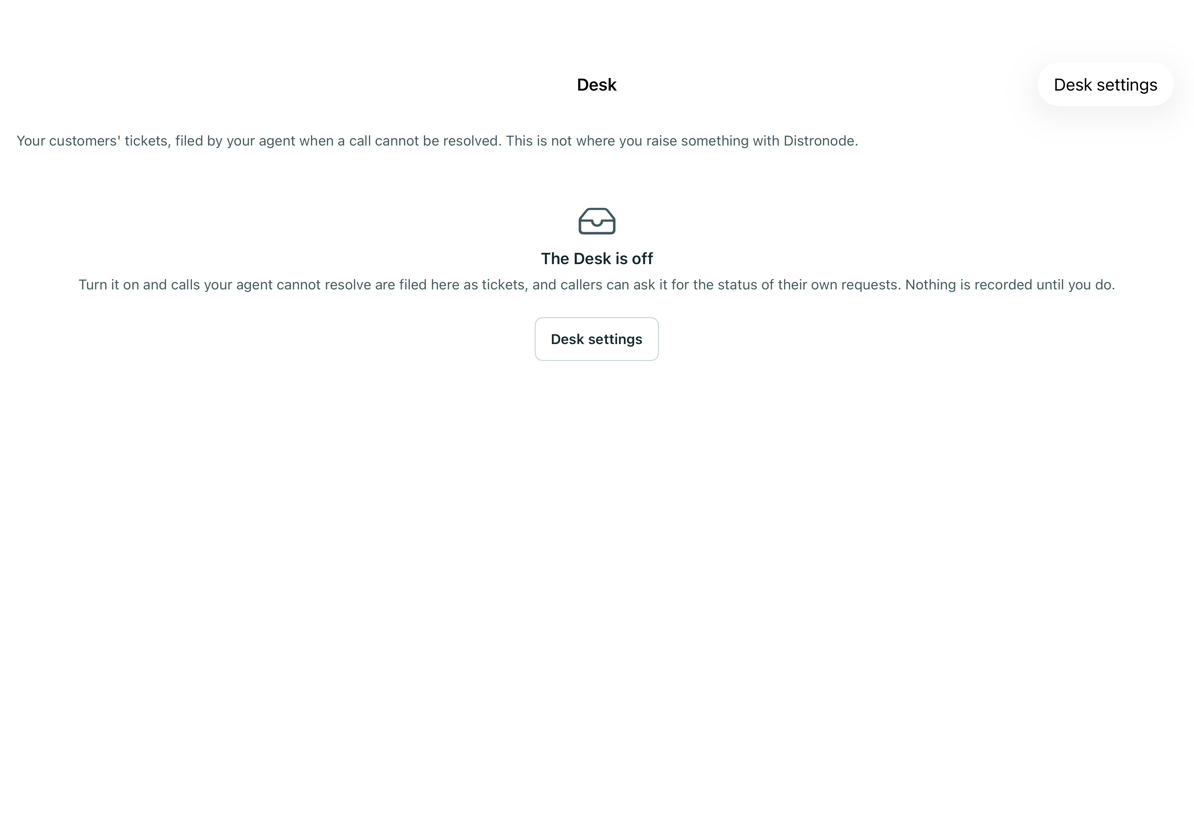 Desk
Desk settings
Your customers' tickets, filed by your agent when a call cannot be resolved. This is not where you raise something with Distronode.
The Desk is off
Turn it on and calls your agent cannot resolve are filed here as tickets, and callers can ask it for the status of their own requests. Nothing is recorded until you do.
Desk settings